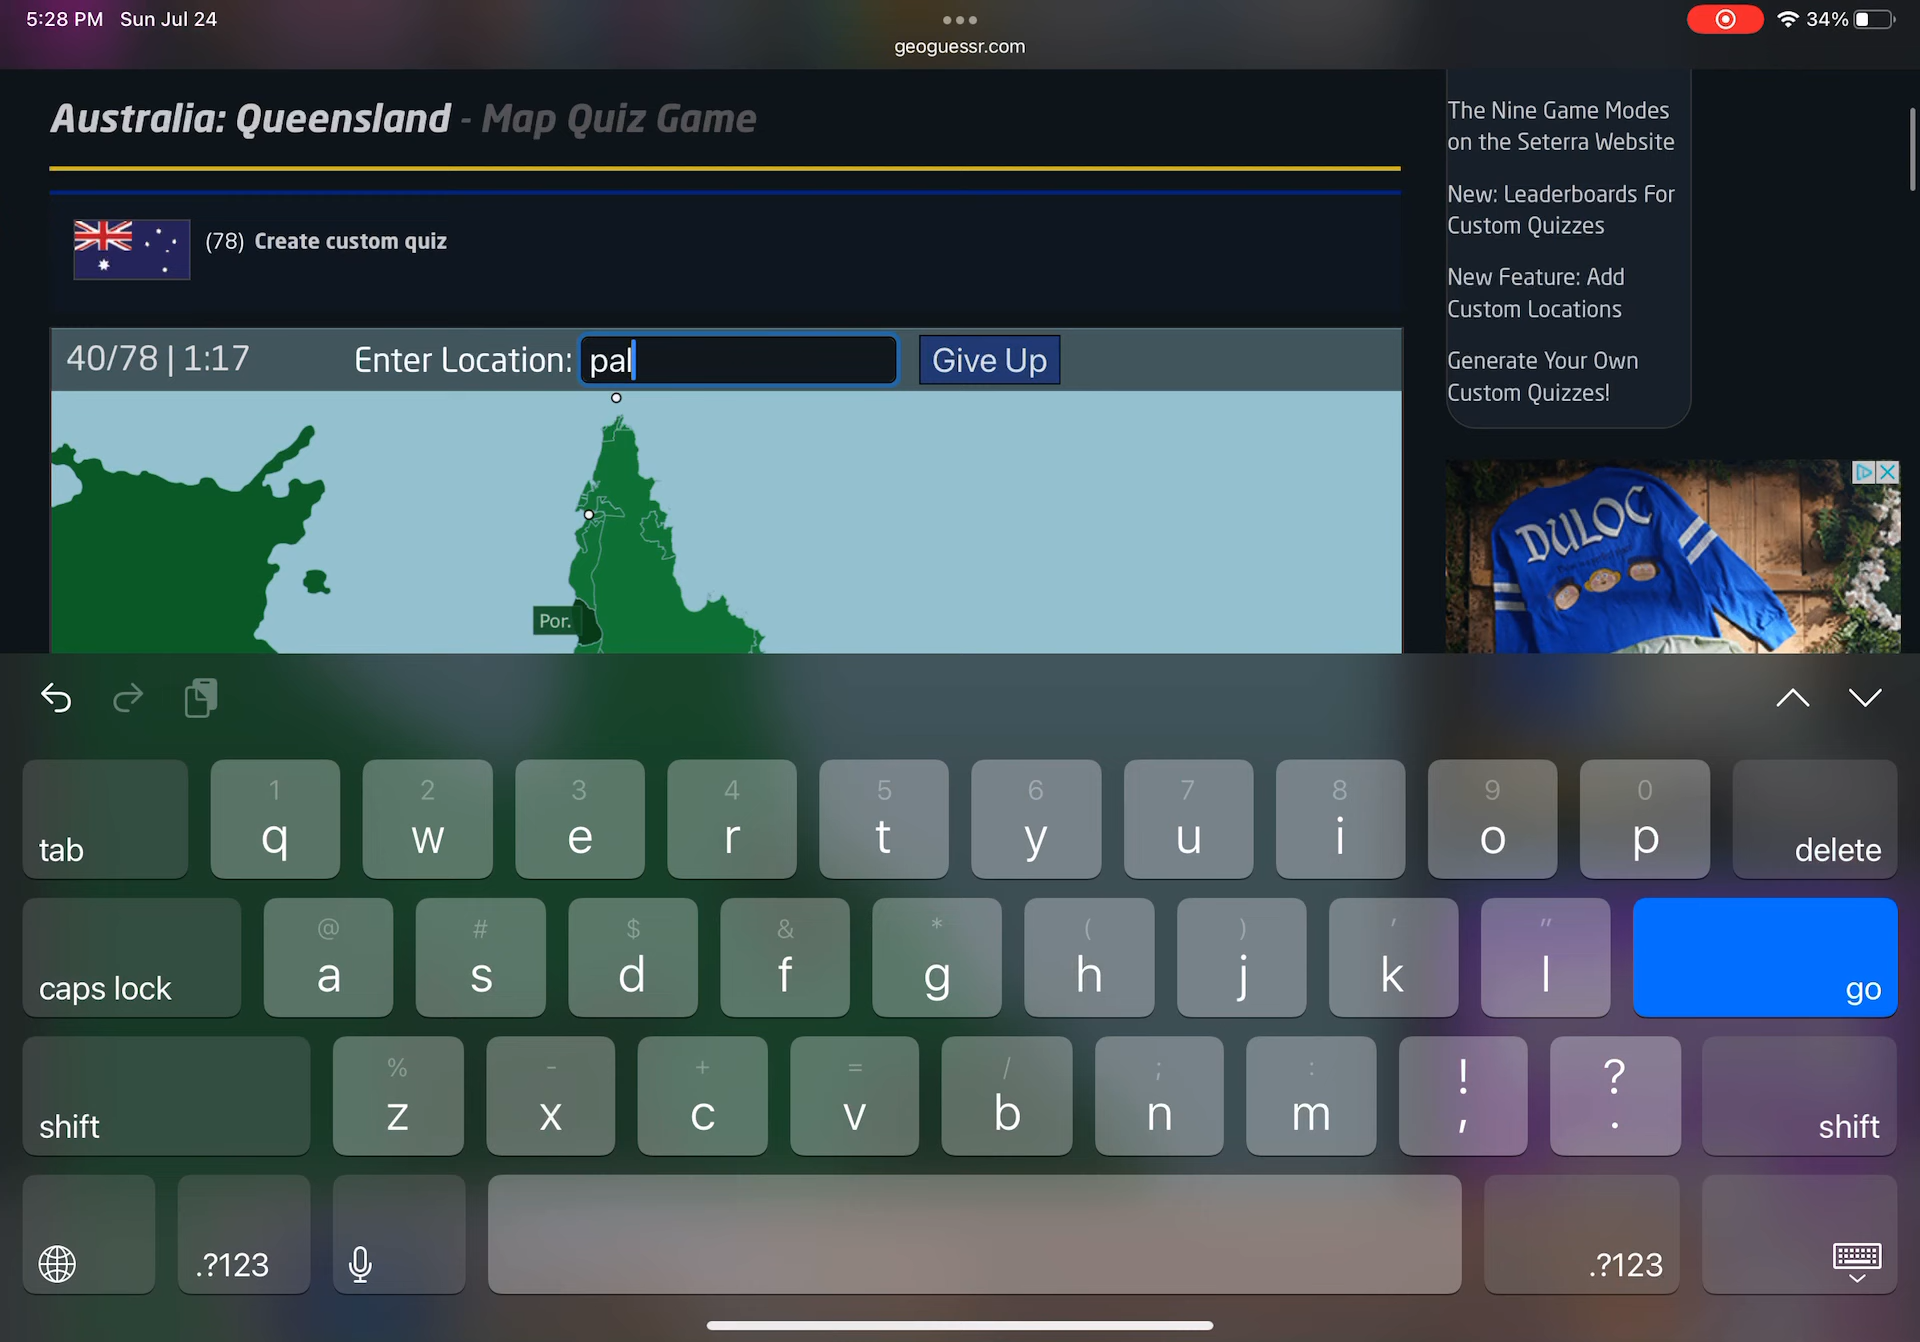 5:28 PM Sun Jul 24
34%
geoguessr.com
Australia: Queensland - Map Quiz Game
(78) Create custom quiz
40/78 | 1:17
Enter Location: pal
Give Up
Por.
The Nine Game Modes
on the Seterra Website
New: Leaderboards For
Custom Quizzes
New Feature: Add
Custom Locations
Generate Your Own
Custom Quizzes!
DULOC
1 2 3 4 5 6 7 8 9 0
tab q w e r t y u i o p delete
@ # $ & * ( ) ' "
caps lock a s d f g h j k l go
% - + = / ; : ! ?
shift z x c v b n m , . shift
.?123 .?123